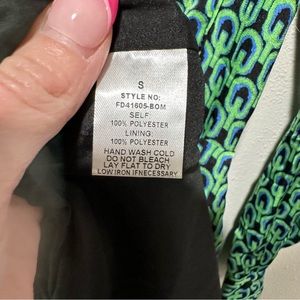 S
STYLE NO:
FD41605-BOM
SELF:
100% POLYESTER
LINING:
100% POLYESTER
HAND WASH COLD
DO NOT BLEACH
LAY FLAT TO DRY
LOW IRON IFNECESSARY